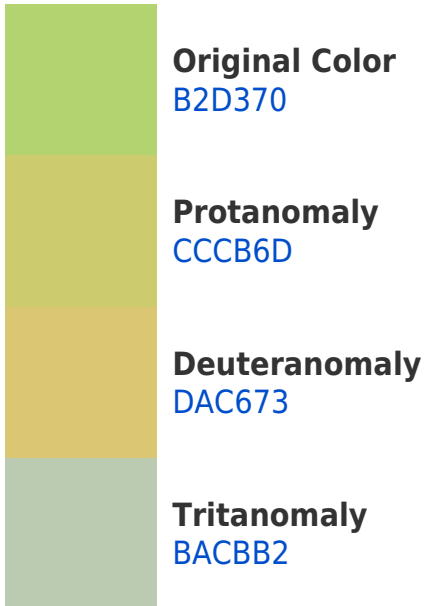 Original Color
B2D370
Protanomaly
CCCB6D
Deuteranomaly
DAC673
Tritanomaly
BACBB2